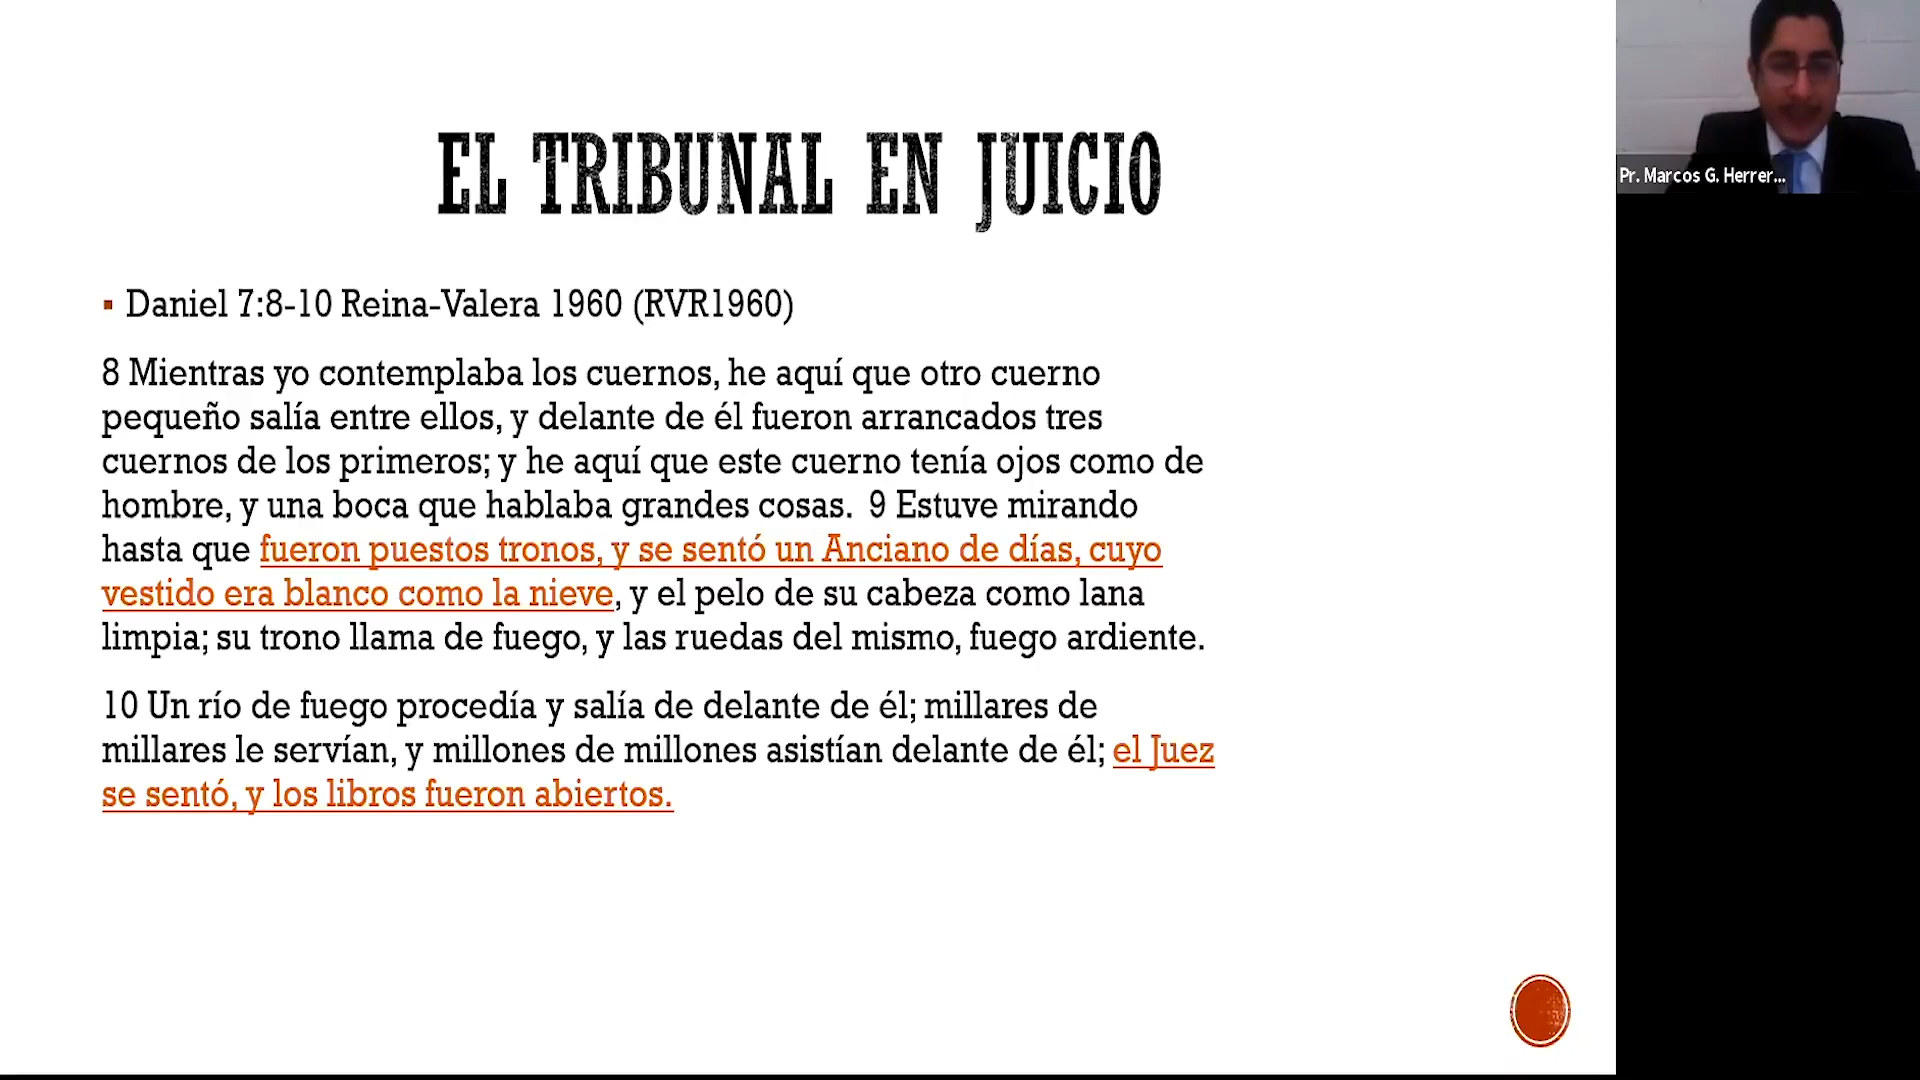 EL TRIBUNAL EN JUICIO
Pr. Marcos G. Herrer...
▪ Daniel 7:8-10 Reina-Valera 1960 (RVR1960)
8 Mientras yo contemplaba los cuernos, he aquí que otro cuerno
pequeño salía entre ellos, y delante de él fueron arrancados tres
cuernos de los primeros; y he aquí que este cuerno tenía ojos como de
hombre, y una boca que hablaba grandes cosas. 9 Estuve mirando
hasta que fueron puestos tronos, y se sentó un Anciano de días, cuyo
vestido era blanco como la nieve, y el pelo de su cabeza como lana
limpia; su trono llama de fuego, y las ruedas del mismo, fuego ardiente.
10 Un río de fuego procedía y salía de delante de él; millares de
millares le servían, y millones de millones asistían delante de él; el Juez
se sentó, y los libros fueron abiertos.